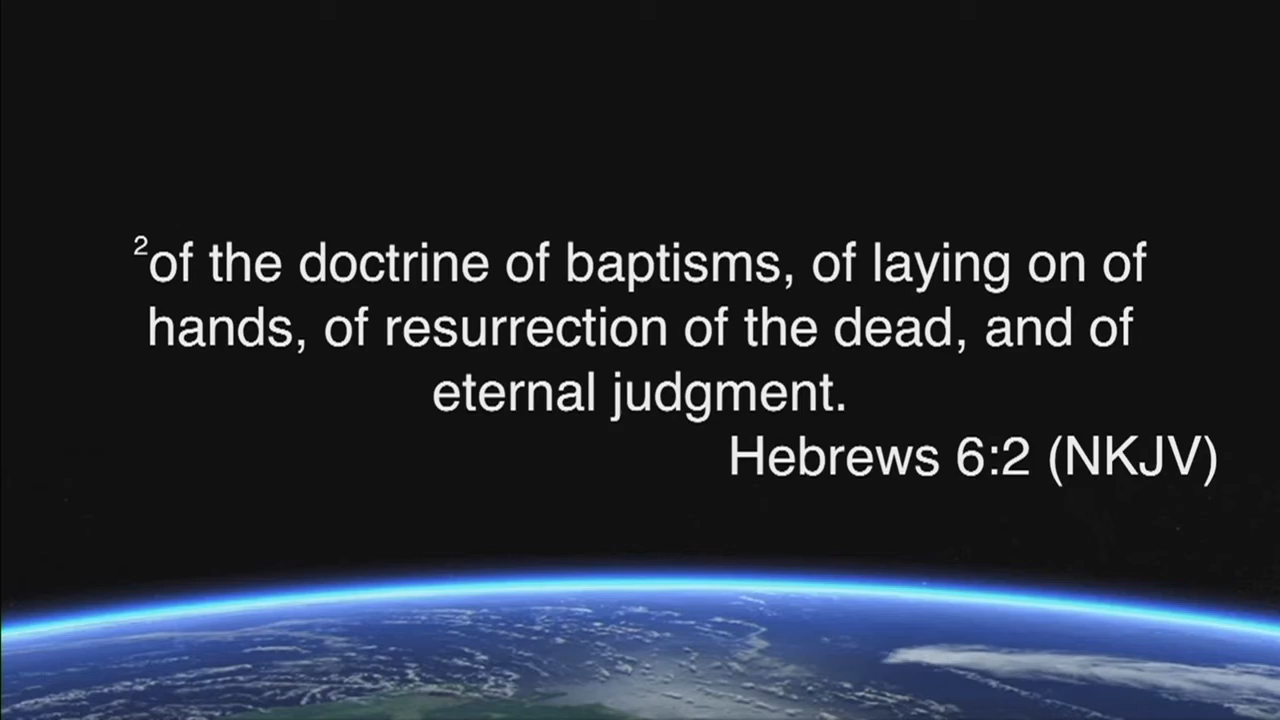 ²of the doctrine of baptisms, of laying on of
hands, of resurrection of the dead, and of
eternal judgment.
Hebrews 6:2 (NKJV)